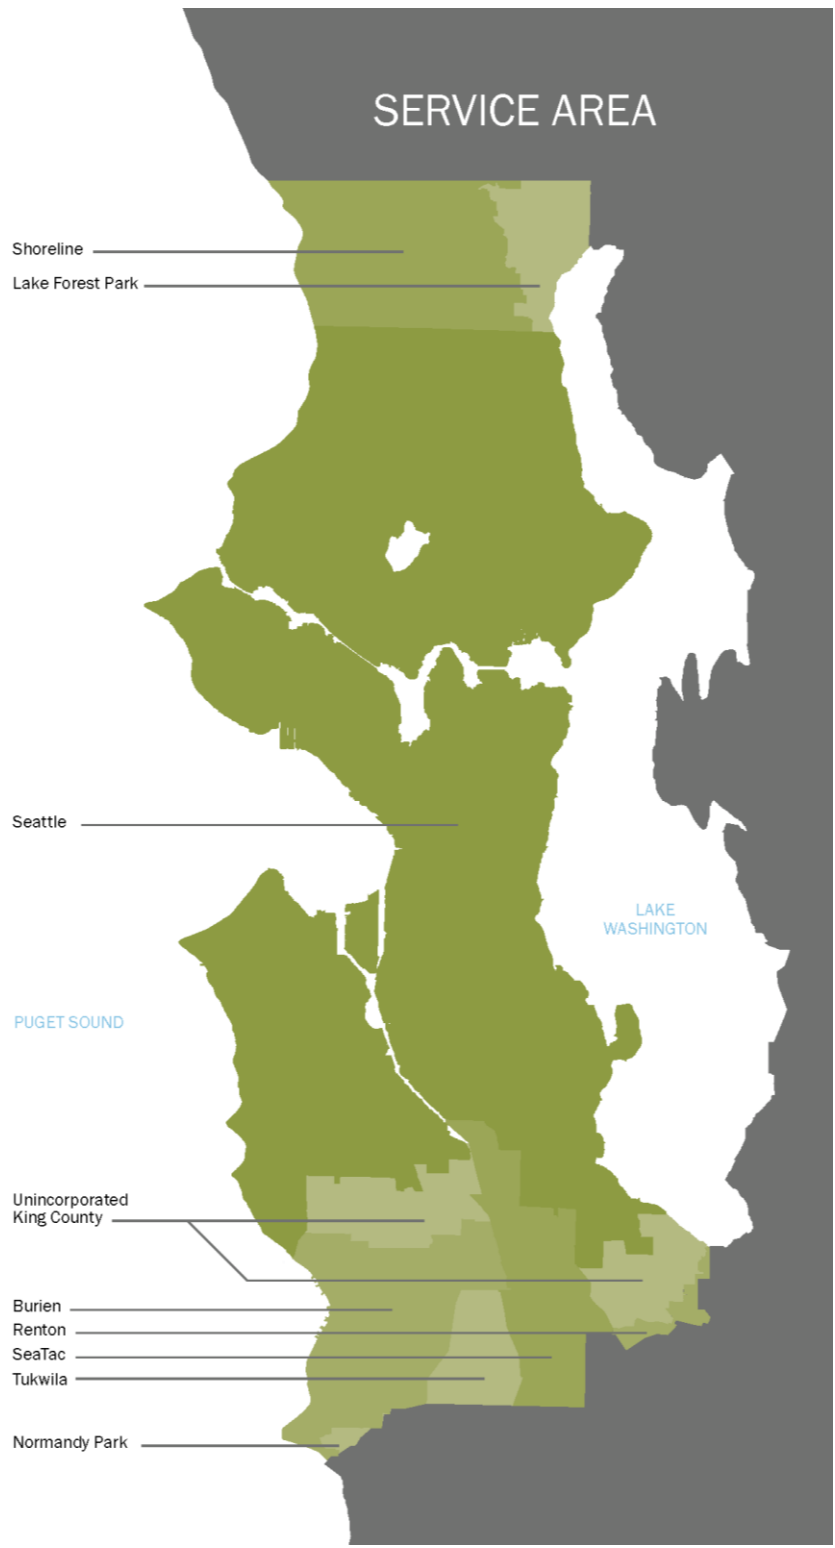 SERVICE AREA
Shoreline
Lake Forest Park
Seattle
LAKE
WASHINGTON
PUGET SOUND
Unincorporated
King County
Burien
Renton
SeaTac
Tukwila
Normandy Park